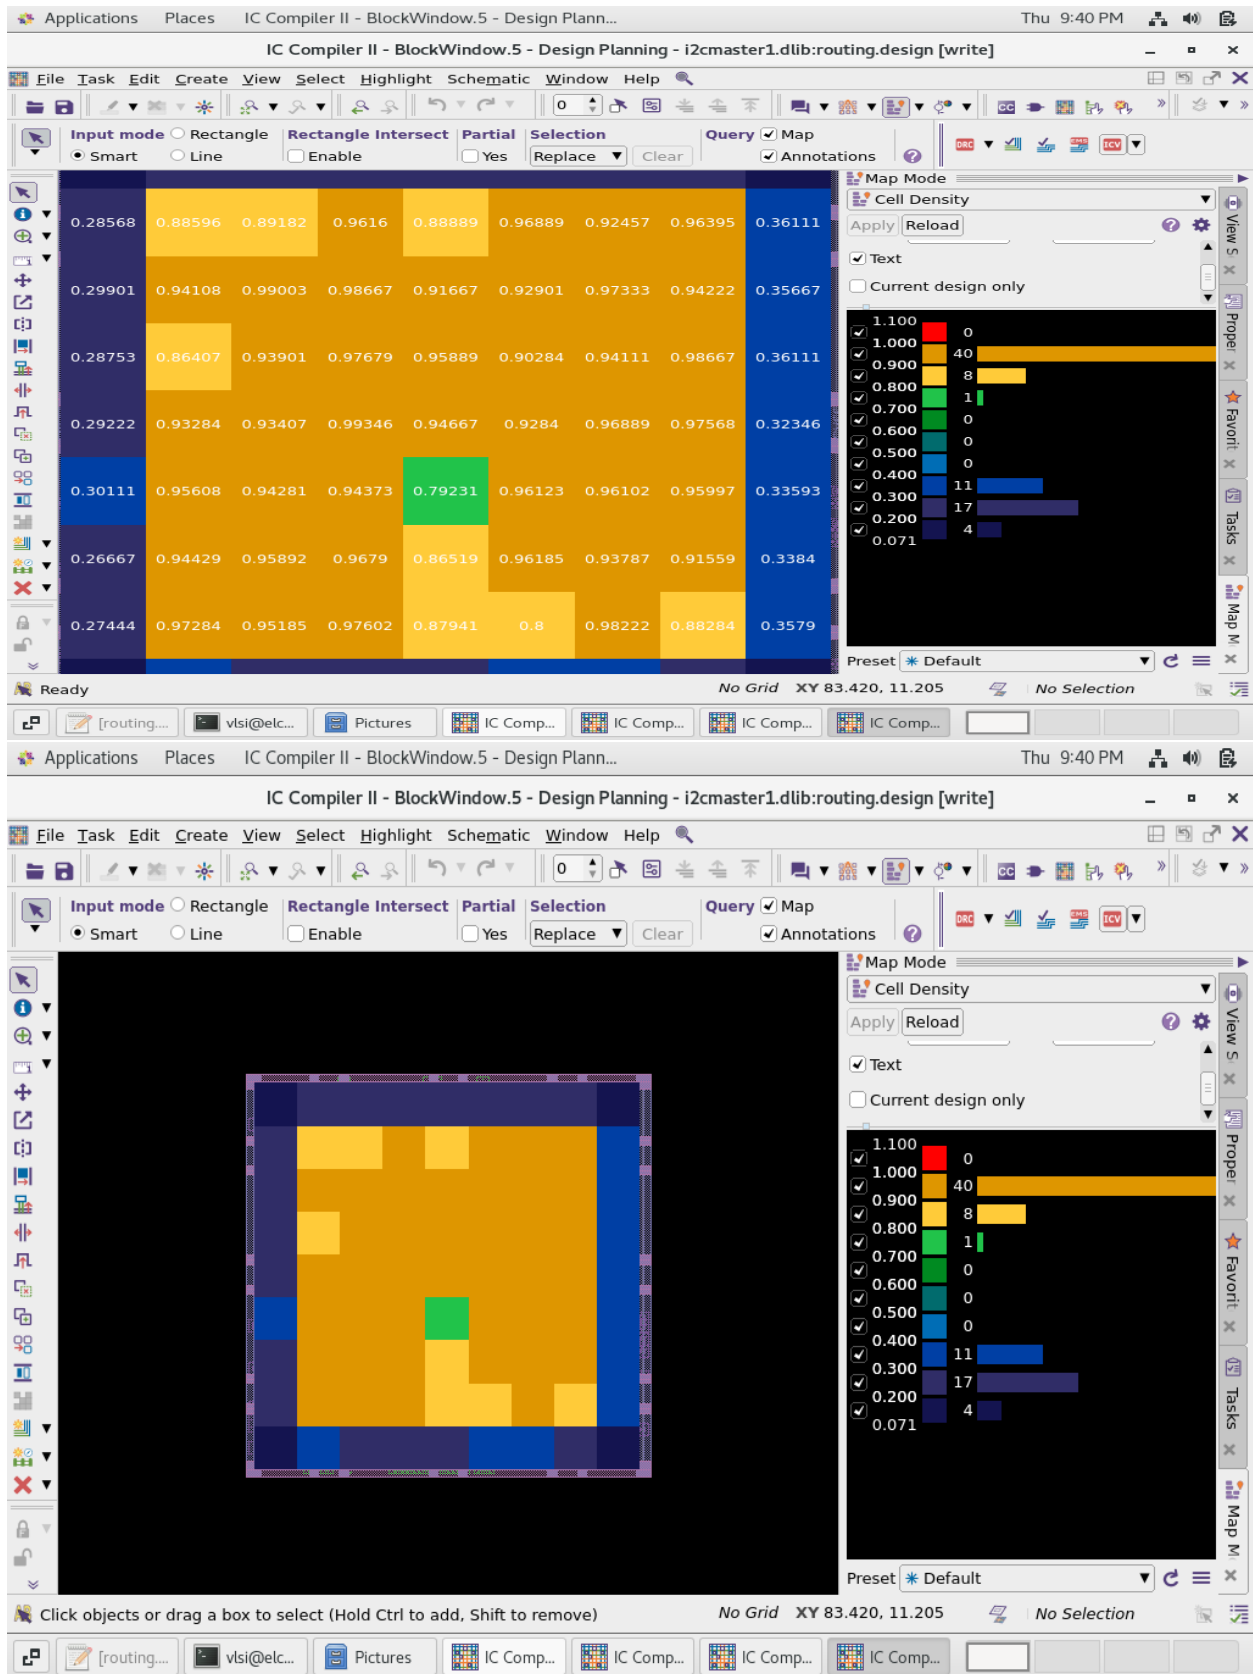 Applications Places IC Compiler II - BlockWindow.5 - Design Plann... Thu 9:40 PM
IC Compiler II - BlockWindow.5 - Design Planning - i2cmaster1.dlib:routing.design [write]
File Task Edit Create View Select Highlight Schematic Window Help
0 CC
Input mode Rectangle Rectangle Intersect Partial Selection Query Map
Smart Line Enable Yes Replace Clear Annotations DRC ICV
Map Mode
Cell Density
Apply Reload
Text
Current design only
0.28568 0.88596 0.89182 0.9616 0.88889 0.96889 0.92457 0.96395 0.36111
0.29901 0.94108 0.99003 0.98667 0.91667 0.92901 0.97333 0.94222 0.35667
0.28753 0.86407 0.93901 0.97679 0.95889 0.90284 0.94111 0.98667 0.36111
0.29222 0.93284 0.93407 0.99346 0.94667 0.9284 0.96889 0.97568 0.32346
0.30111 0.95608 0.94281 0.94373 0.79231 0.96123 0.96102 0.95997 0.33593
0.26667 0.94429 0.95892 0.9679 0.86519 0.96185 0.93787 0.91559 0.3384
0.27444 0.97284 0.95185 0.97602 0.87941 0.8 0.98222 0.88284 0.3579
1.100
0
1.000
40
0.900
8
0.800
1
0.700
0
0.600
0
0.500
0
0.400
11
0.300
17
0.200
4
0.071
View S
Proper
Favorit
Tasks
Map M
Preset Default
Ready No Grid XY 83.420, 11.205 No Selection
[routing.... vlsi@elc... Pictures IC Comp... IC Comp... IC Comp... IC Comp...
Applications Places IC Compiler II - BlockWindow.5 - Design Plann... Thu 9:40 PM
IC Compiler II - BlockWindow.5 - Design Planning - i2cmaster1.dlib:routing.design [write]
File Task Edit Create View Select Highlight Schematic Window Help
0 CC
Input mode Rectangle Rectangle Intersect Partial Selection Query Map
Smart Line Enable Yes Replace Clear Annotations DRC ICV
Map Mode
Cell Density
Apply Reload
Text
Current design only
1.100
0
1.000
40
0.900
8
0.800
1
0.700
0
0.600
0
0.500
0
0.400
11
0.300
17
0.200
4
0.071
View S
Proper
Favorit
Tasks
Map M
Preset Default
Click objects or drag a box to select (Hold Ctrl to add, Shift to remove) No Grid XY 83.420, 11.205 No Selection
[routing.... vlsi@elc... Pictures IC Comp... IC Comp... IC Comp... IC Comp...